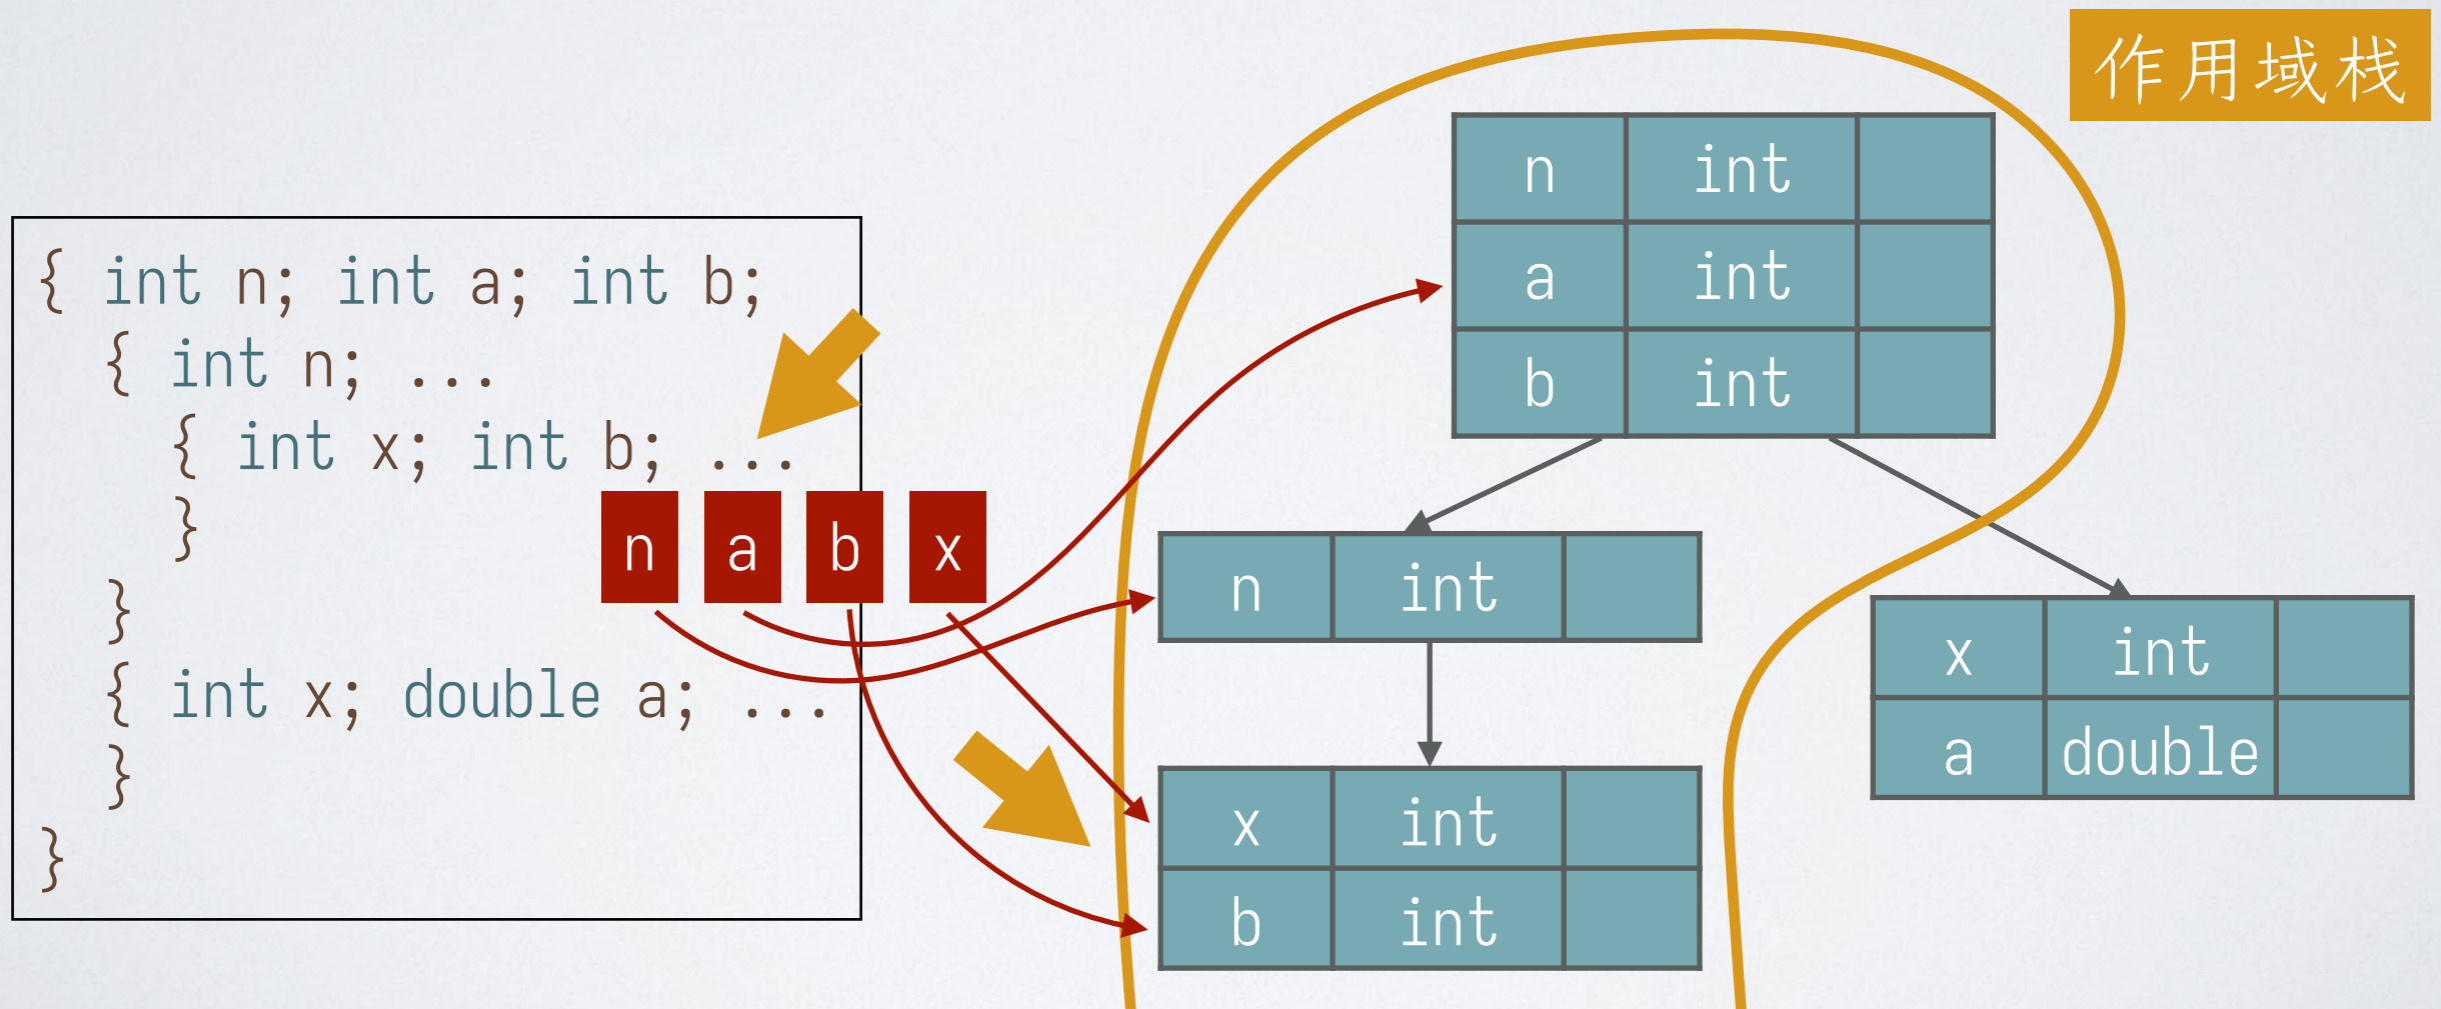 作用域栈
{ int n; int a; int b;
{ int n; ...
{ int x; int b; ...
}
}
{ int x; double a; ...
}
}
n a b x
n int
a int
b int
n int
x int
b int
x int
a double